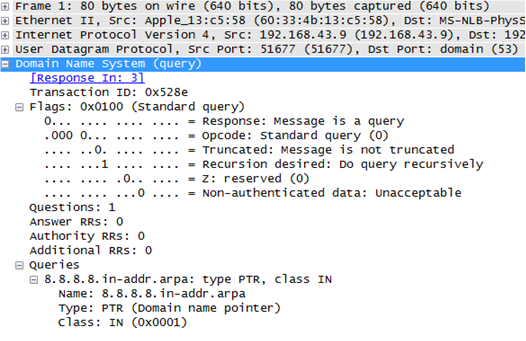 Frame 1: 80 bytes on wire (640 bits), 80 bytes captured (640 bits)
Ethernet II, Src: Apple_13:c5:58 (60:33:4b:13:c5:58), Dst: MS-NLB-PhysS
Internet Protocol Version 4, Src: 192.168.43.9 (192.168.43.9), Dst: 192
User Datagram Protocol, Src Port: 51677 (51677), Dst Port: domain (53)
Domain Name System (query)
[Response In: 3]
Transaction ID: 0x528e
Flags: 0x0100 (Standard query)
0... .... .... .... = Response: Message is a query
.000 0... .... .... = Opcode: Standard query (0)
.... ..0. .... .... = Truncated: Message is not truncated
.... ...1 .... .... = Recursion desired: Do query recursively
.... .... .0.. .... = Z: reserved (0)
.... .... ...0 .... = Non-authenticated data: Unacceptable
Questions: 1
Answer RRs: 0
Authority RRs: 0
Additional RRs: 0
Queries
8.8.8.8.in-addr.arpa: type PTR, class IN
Name: 8.8.8.8.in-addr.arpa
Type: PTR (Domain name pointer)
Class: IN (0x0001)